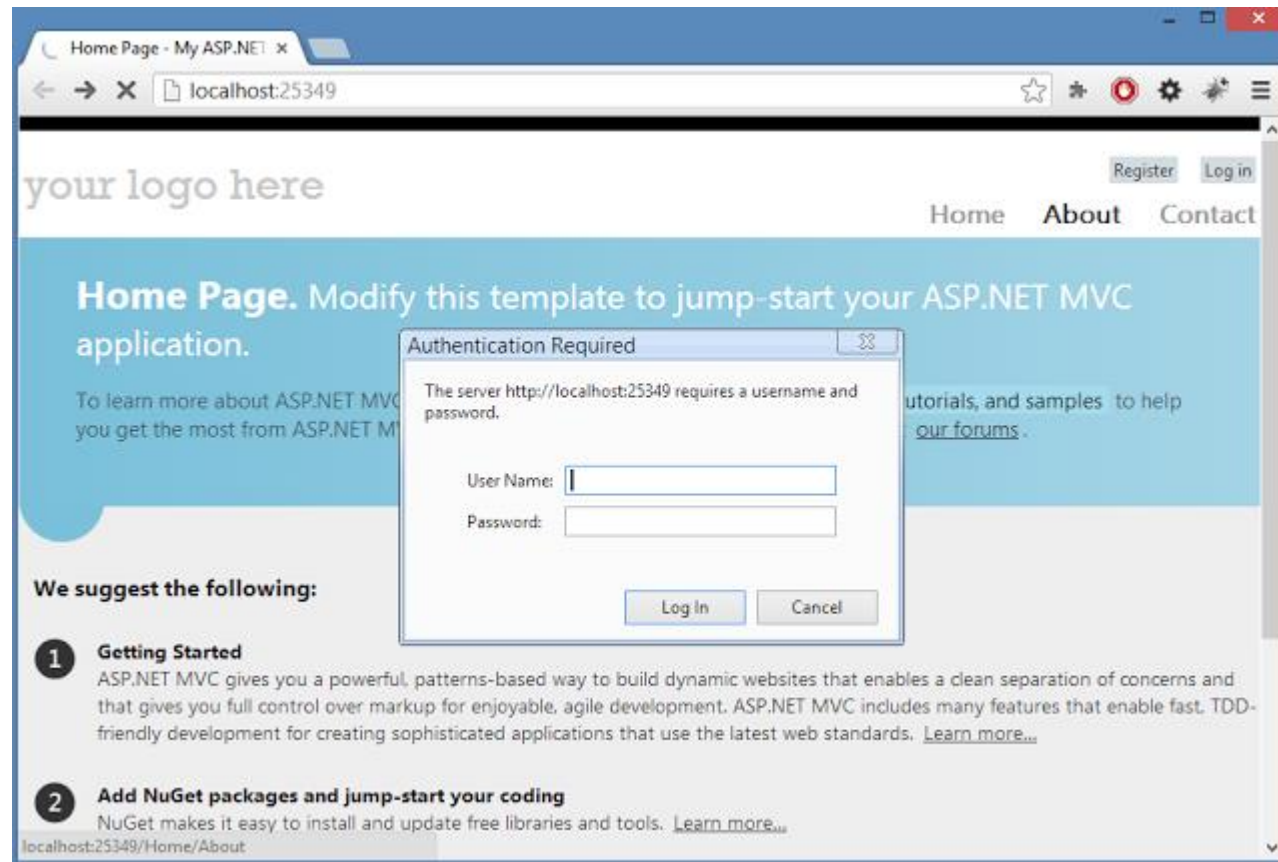 Home Page - My ASP.NET
localhost:25349
your logo here
Register Log in
Home About Contact
Home Page. Modify this template to jump-start your ASP.NET MVC
application.
To learn more about ASP.NET MVC
utorials, and samples to help
you get the most from ASP.NET M
our forums.
Authentication Required
The server http://localhost:25349 requires a username and
password.
User Name:
Password:
Log In Cancel
We suggest the following:
1 Getting Started
ASP.NET MVC gives you a powerful, patterns-based way to build dynamic websites that enables a clean separation of concerns and
that gives you full control over markup for enjoyable, agile development. ASP.NET MVC includes many features that enable fast, TDD-
friendly development for creating sophisticated applications that use the latest web standards. Learn more...
2 Add NuGet packages and jump-start your coding
NuGet makes it easy to install and update free libraries and tools. Learn more...
localhost:25349/Home/About